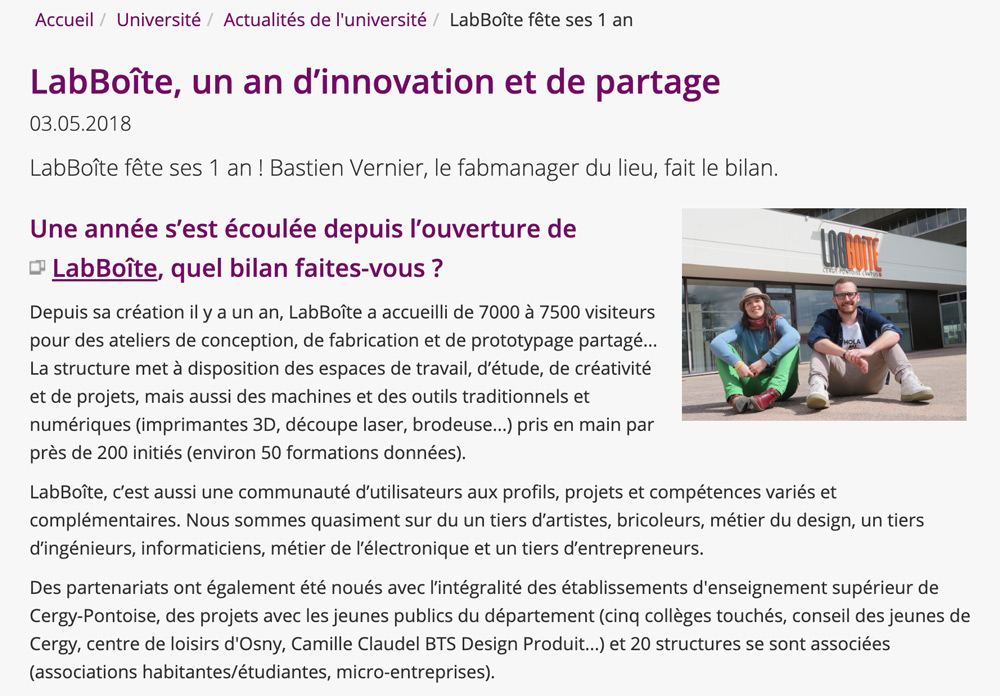 Accueil / Université / Actualités de l'université / LabBoîte fête ses 1 an
LabBoîte, un an d’innovation et de partage
03.05.2018
LabBoîte fête ses 1 an ! Bastien Vernier, le fabmanager du lieu, fait le bilan.
Une année s’est écoulée depuis l’ouverture de
LabBoîte, quel bilan faites-vous ?
LABBOITE
CERGY-PONTOISE
HOLA
Depuis sa création il y a un an, LabBoîte a accueilli de 7000 à 7500 visiteurs
pour des ateliers de conception, de fabrication et de prototypage partagé...
La structure met à disposition des espaces de travail, d’étude, de créativité
et de projets, mais aussi des machines et des outils traditionnels et
numériques (imprimantes 3D, découpe laser, brodeuse...) pris en main par
près de 200 initiés (environ 50 formations données).
LabBoîte, c’est aussi une communauté d’utilisateurs aux profils, projets et compétences variés et
complémentaires. Nous sommes quasiment sur du un tiers d’artistes, bricoleurs, métier du design, un tiers
d’ingénieurs, informaticiens, métier de l’électronique et un tiers d’entrepreneurs.
Des partenariats ont également été noués avec l’intégralité des établissements d'enseignement supérieur de
Cergy-Pontoise, des projets avec les jeunes publics du département (cinq collèges touchés, conseil des jeunes de
Cergy, centre de loisirs d'Osny, Camille Claudel BTS Design Produit...) et 20 structures se sont associées
(associations habitantes/étudiantes, micro-entreprises).